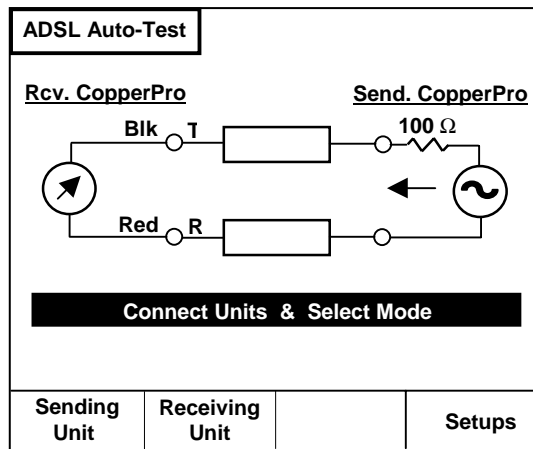 ADSL Auto-Test
Rcv. CopperPro
Send. CopperPro
Blk T
100 Ω
Red R
Connect Units & Select Mode
Sending Unit
Receiving Unit
Setups